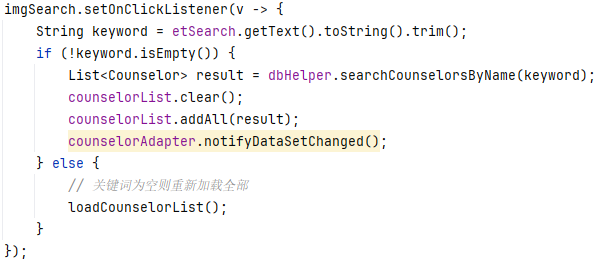 imgSearch.setOnClickListener(v -> {
    String keyword = etSearch.getText().toString().trim();
    if (!keyword.isEmpty()) {
        List<Counselor> result = dbHelper.searchCounselorsByName(keyword);
        counselorList.clear();
        counselorList.addAll(result);
        counselorAdapter.notifyDataSetChanged();
    } else {
        // 关键词为空则重新加载全部
        loadCounselorList();
    }
});